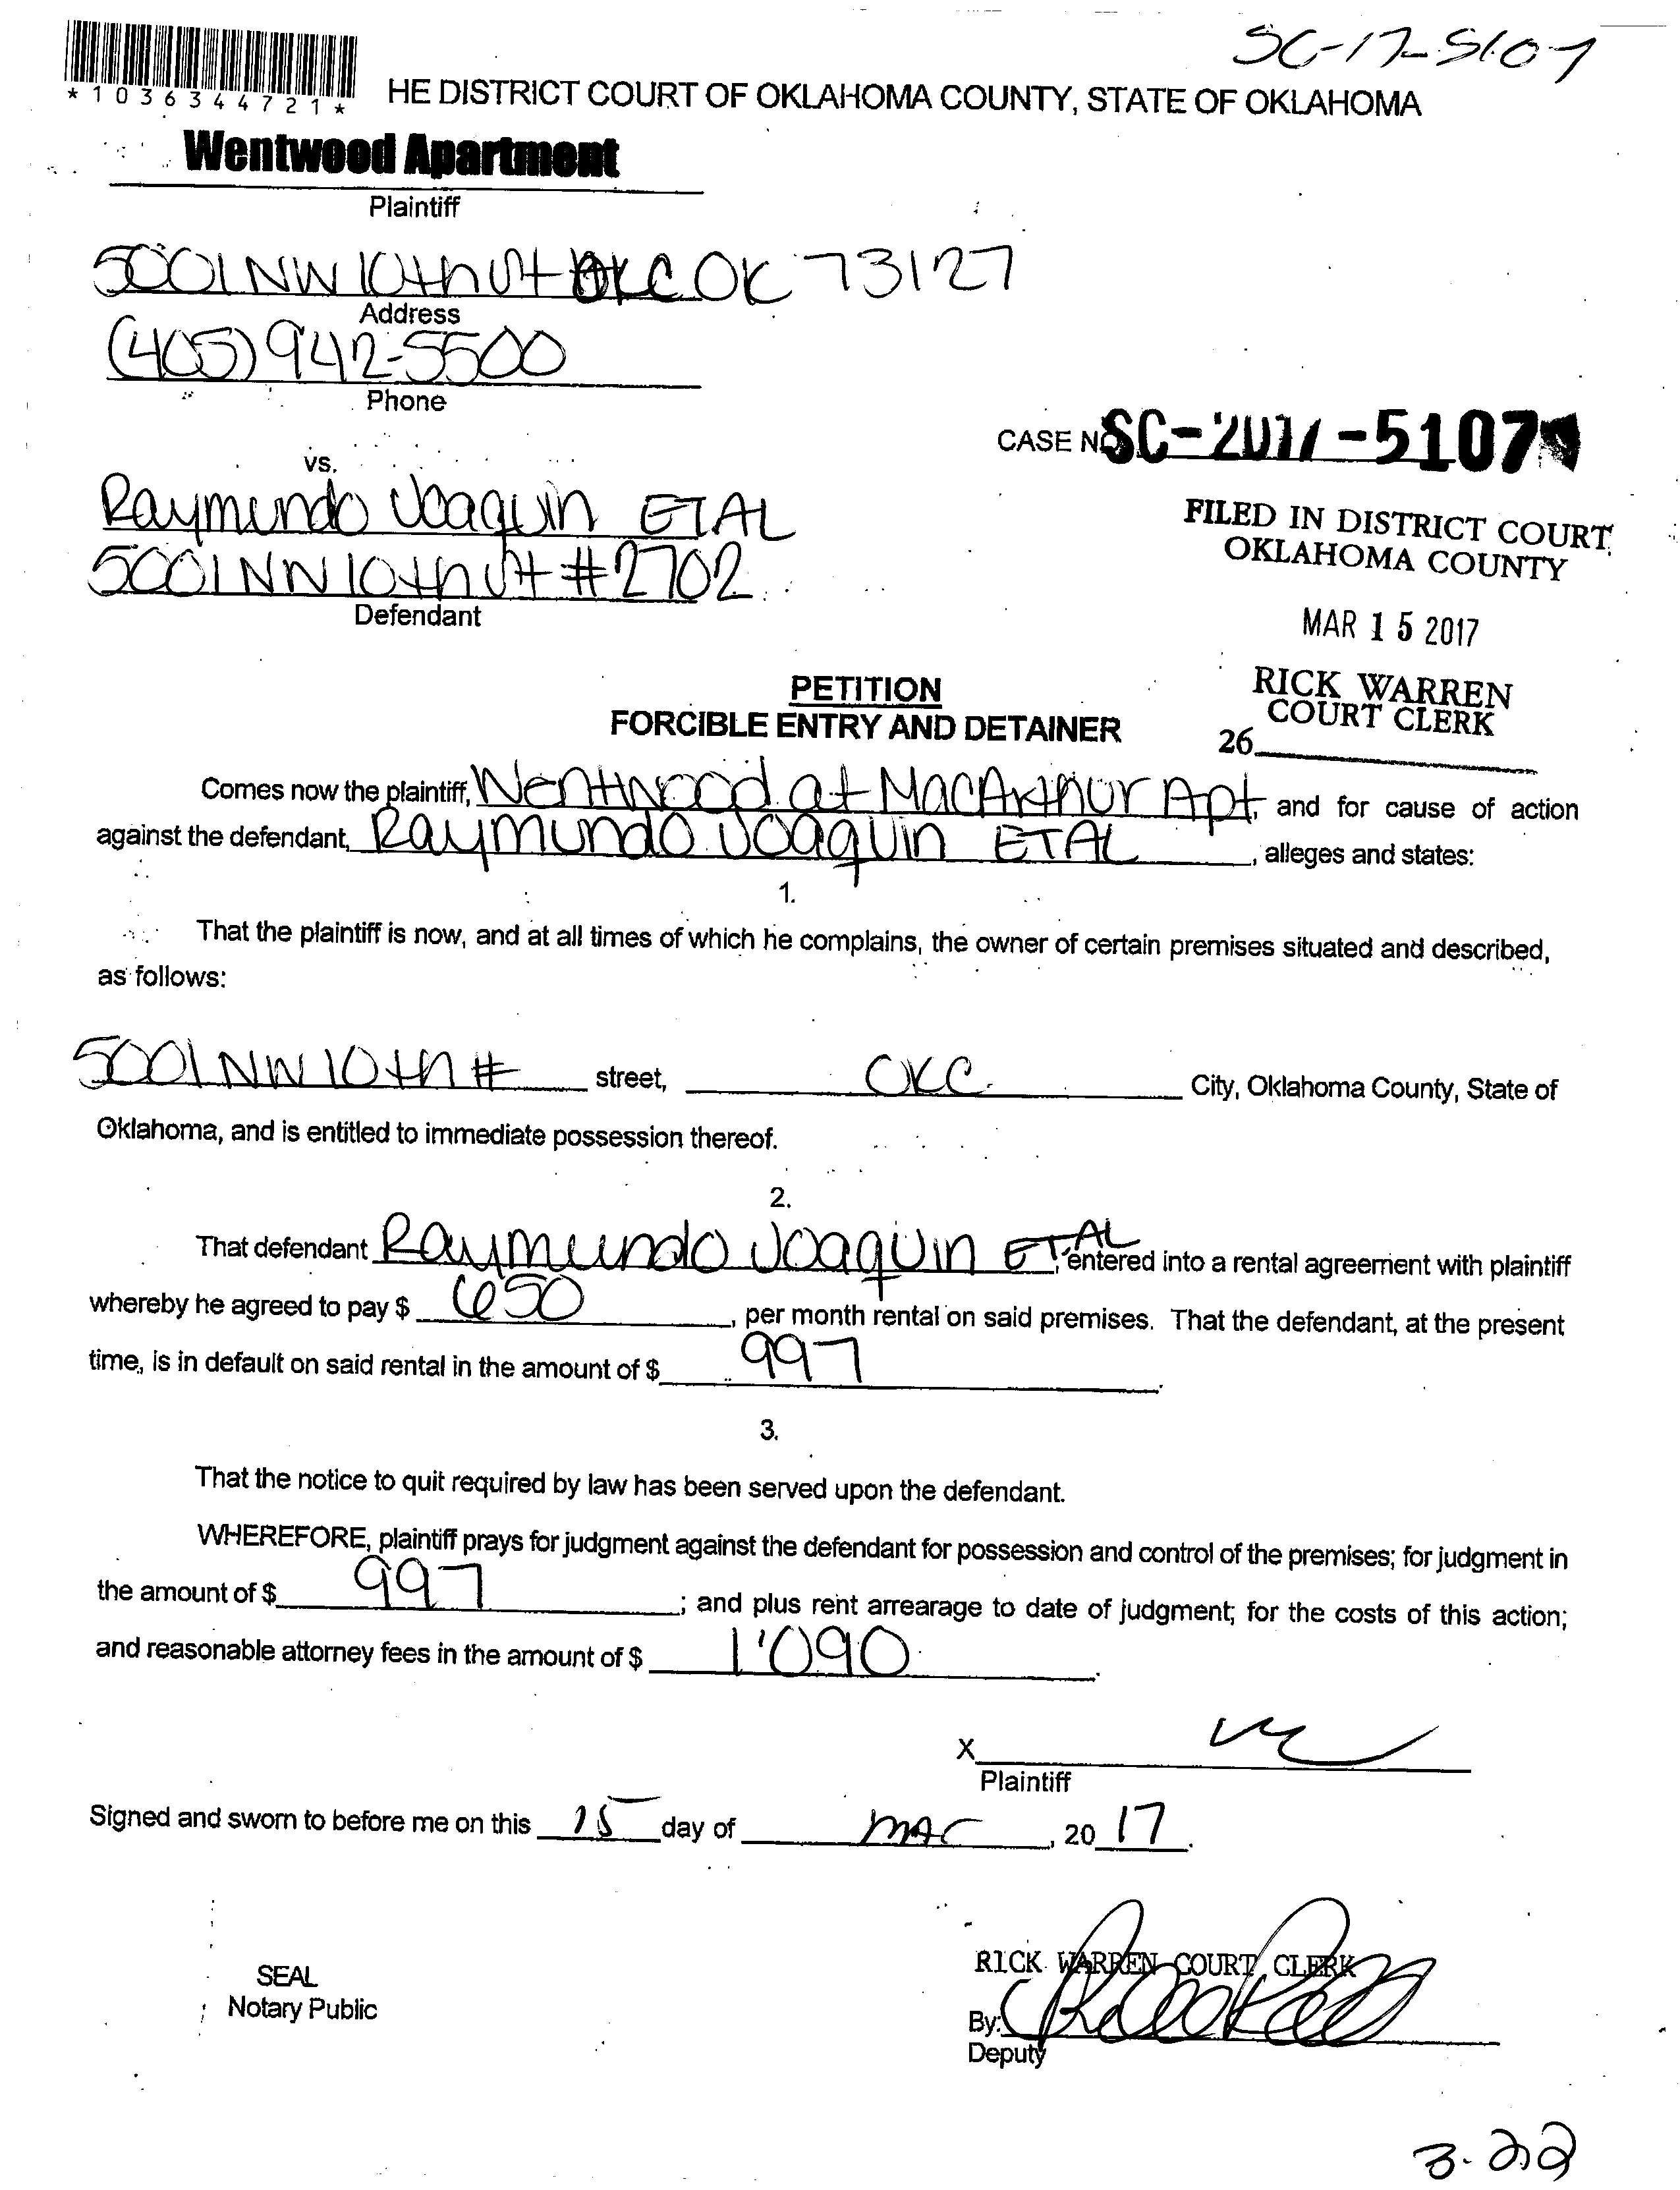 SC-17-5107
*1036344721*
HE DISTRICT COURT OF OKLAHOMA COUNTY, STATE OF OKLAHOMA
Wentwood Apartment
Plaintiff
5001 NW 10th St OKC OK 73127
Address
(405) 942-5500
Phone
CASE NO SC-2017-5107
vs.
Raymundo Joaquin ETAL
5001 NW 10th St #2702
Defendant
FILED IN DISTRICT COURT
OKLAHOMA COUNTY
MAR 15 2017
RICK WARREN
COURT CLERK
26
PETITION
FORCIBLE ENTRY AND DETAINER
Comes now the plaintiff, Wentwood at MacArthur Apt, and for cause of action
against the defendant, Raymundo Joaquin ETAL, alleges and states:
1.
That the plaintiff is now, and at all times of which he complains, the owner of certain premises situated and described,
as follows:
5001 NW 10th # street, OKC City, Oklahoma County, State of
Oklahoma, and is entitled to immediate possession thereof.
2.
That defendant Raymundo Joaquin ETAL, entered into a rental agreement with plaintiff
whereby he agreed to pay $ 650, per month rental on said premises. That the defendant, at the present
time, is in default on said rental in the amount of $ 997.
3.
That the notice to quit required by law has been served upon the defendant.
WHEREFORE, plaintiff prays for judgment against the defendant for possession and control of the premises; for judgment in
the amount of $ 997; and plus rent arrearage to date of judgment; for the costs of this action;
and reasonable attorney fees in the amount of $ 1'090.
X
Plaintiff
Signed and sworn to before me on this 15 day of Mar, 2017.
SEAL
Notary Public
RICK WARREN COURT CLERK
By:
Deputy
3-22